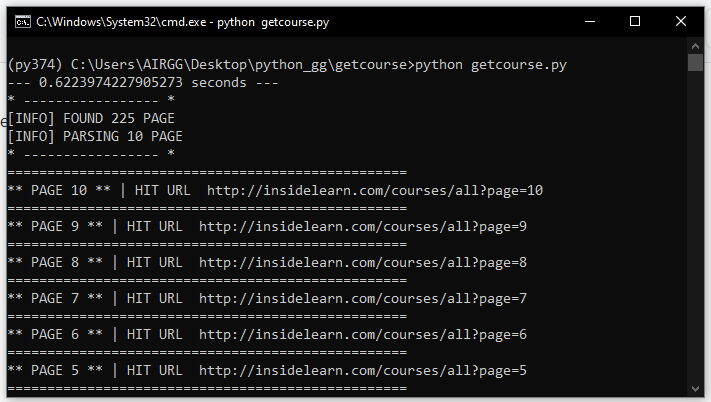 C:\Windows\System32\cmd.exe - python  getcourse.py
(py374) C:\Users\AIRGG\Desktop\python_gg\getcourse>python getcourse.py
--- 0.6223974227905273 seconds ---
* ----------------- *
[INFO] FOUND 225 PAGE
[INFO] PARSING 10 PAGE
* ----------------- *
==================================================
** PAGE 10 ** | HIT URL  http://insidelearn.com/courses/all?page=10
==================================================
** PAGE 9 ** | HIT URL  http://insidelearn.com/courses/all?page=9
==================================================
** PAGE 8 ** | HIT URL  http://insidelearn.com/courses/all?page=8
==================================================
** PAGE 7 ** | HIT URL  http://insidelearn.com/courses/all?page=7
==================================================
** PAGE 6 ** | HIT URL  http://insidelearn.com/courses/all?page=6
==================================================
** PAGE 5 ** | HIT URL  http://insidelearn.com/courses/all?page=5
==================================================